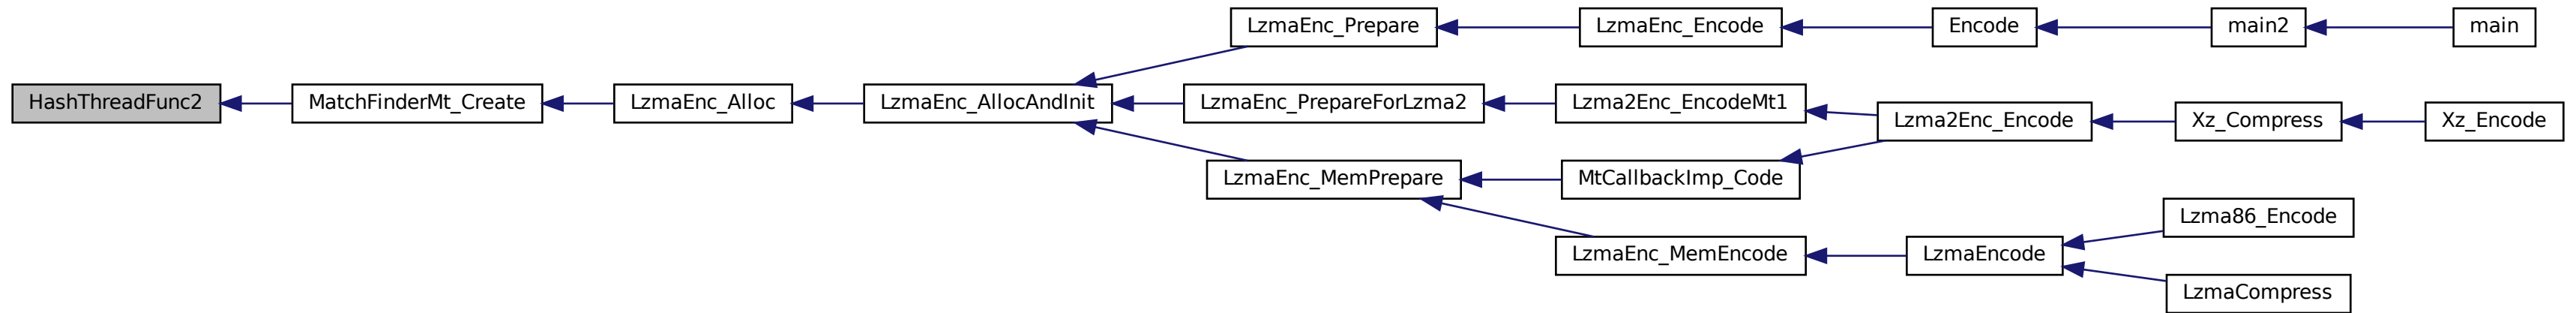 LzmaEnc_Prepare
LzmaEnc_Encode
Encode
main2
main
HashThreadFunc2
MatchFinderMt_Create
LzmaEnc_Alloc
LzmaEnc_AllocAndInit
LzmaEnc_PrepareForLzma2
Lzma2Enc_EncodeMt1
Lzma2Enc_Encode
Xz_Compress
Xz_Encode
LzmaEnc_MemPrepare
MtCallbackImp_Code
Lzma86_Encode
LzmaEnc_MemEncode
LzmaEncode
LzmaCompress